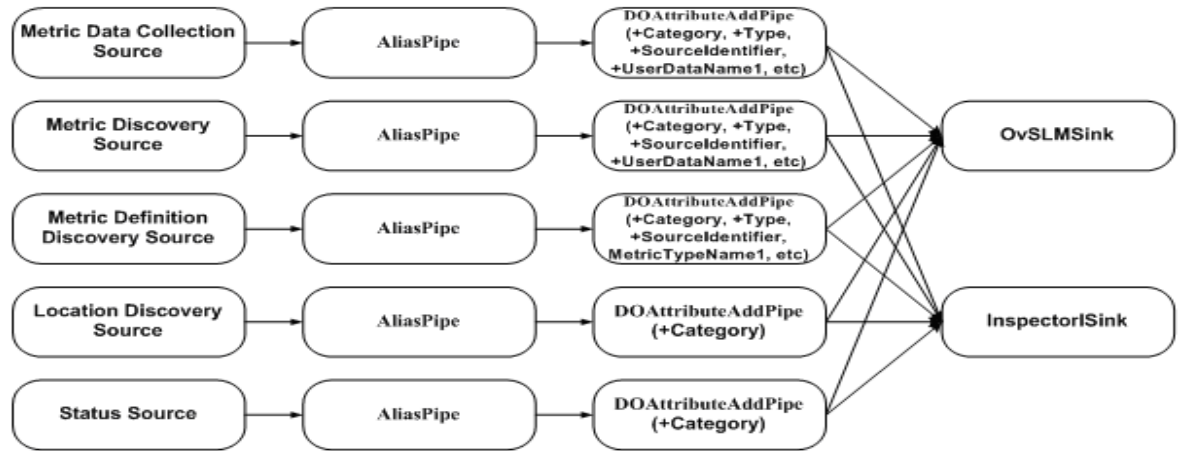 Metric Data Collection
Source
AliasPipe
DOAttributeAddPipe
(+Category, +Type,
+SourceIdentifier,
+UserDataName1, etc)
Metric Discovery
Source
AliasPipe
DOAttributeAddPipe
(+Category, +Type,
+SourceIdentifier,
+UserDataName1, etc)
OvSLMSink
Metric Definition
Discovery Source
AliasPipe
DOAttributeAddPipe
(+Category, +Type,
+SourceIdentifier,
MetricTypeName1, etc)
Location Discovery
Source
AliasPipe
DOAttributeAddPipe
(+Category)
InspectorISink
Status Source
AliasPipe
DOAttributeAddPipe
(+Category)